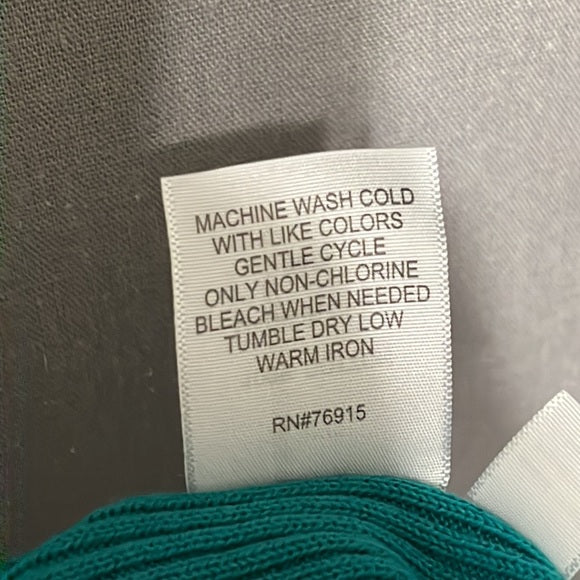 MACHINE WASH COLD
WITH LIKE COLORS
GENTLE CYCLE
ONLY NON-CHLORINE
BLEACH WHEN NEEDED
TUMBLE DRY LOW
WARM IRON
RN#76915